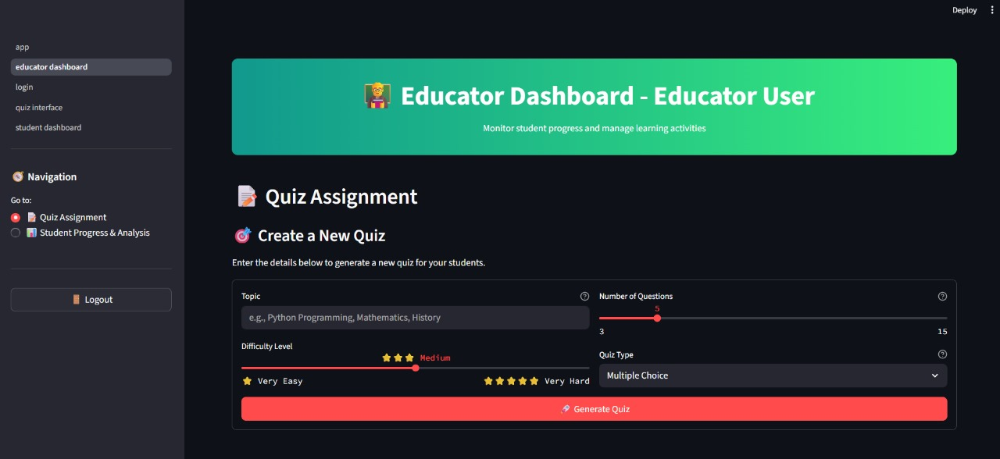 Deploy
app
educator dashboard
login
quiz interface
student dashboard
Navigation
Go to:
Quiz Assignment
Student Progress & Analysis
Logout
Educator Dashboard - Educator User
Monitor student progress and manage learning activities
Quiz Assignment
Create a New Quiz
Enter the details below to generate a new quiz for your students.
Topic
e.g., Python Programming, Mathematics, History
Difficulty Level
Medium
Very Easy
Very Hard
Number of Questions
5
3
15
Quiz Type
Multiple Choice
Generate Quiz